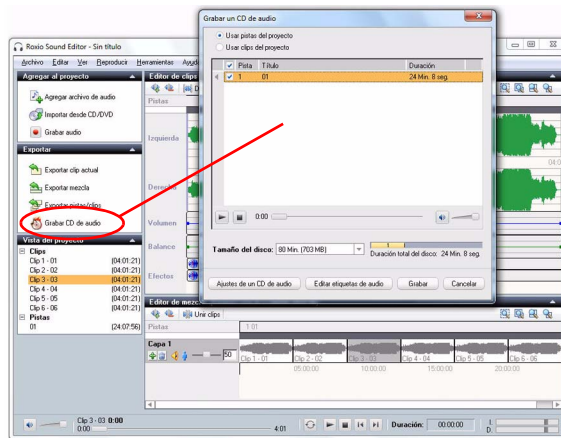 Grabar un CD de audio
Usar pistas del proyecto
Usar clips del proyecto
Pista Título Duración
1 01 24 Min. 8 seg.
0:00
Tamaño del disco: 80 Min. (703 MB)
1
Duración total del disco: 24 Min. 8 seg.
Ajustes de un CD de audio Editar etiquetas de audio Grabar Cancelar
Roxio Sound Editor - Sin título
Archivo Editar Ver Reproducir Herramientas
Agregar al proyecto
Agregar archivo de audio
Importar desde CD/DVD
Grabar audio
Exportar
Exportar clip actual
Exportar mezcla
Exportar pistas/clips
Grabar CD de audio
Vista del proyecto
Clips
Clip 1 - 01 (04:01:21)
Clip 2 - 02 (04:01:21)
Clip 3 - 03 (04:01:21)
Clip 4 - 04 (04:01:21)
Clip 5 - 05 (04:01:21)
Clip 6 - 06 (04:01:21)
Pistas
01 (24:07:56)
Editor de clips
Pistas
Izquierda
Volumen
Balance
Efectos
Unir clips
Pistas 1 01
Capa 1
50
Clip 1 - 01 Clip 2 - 02 Clip 3 - 03 Clip 4 - 04 Clip 5 - 05 Clip 6 - 06
05:00:00 10:00:00 15:00:00 20:00:00
Clip 3 - 03 0:00
0:00 4:01 Duración: 00:00:00
I.
D.